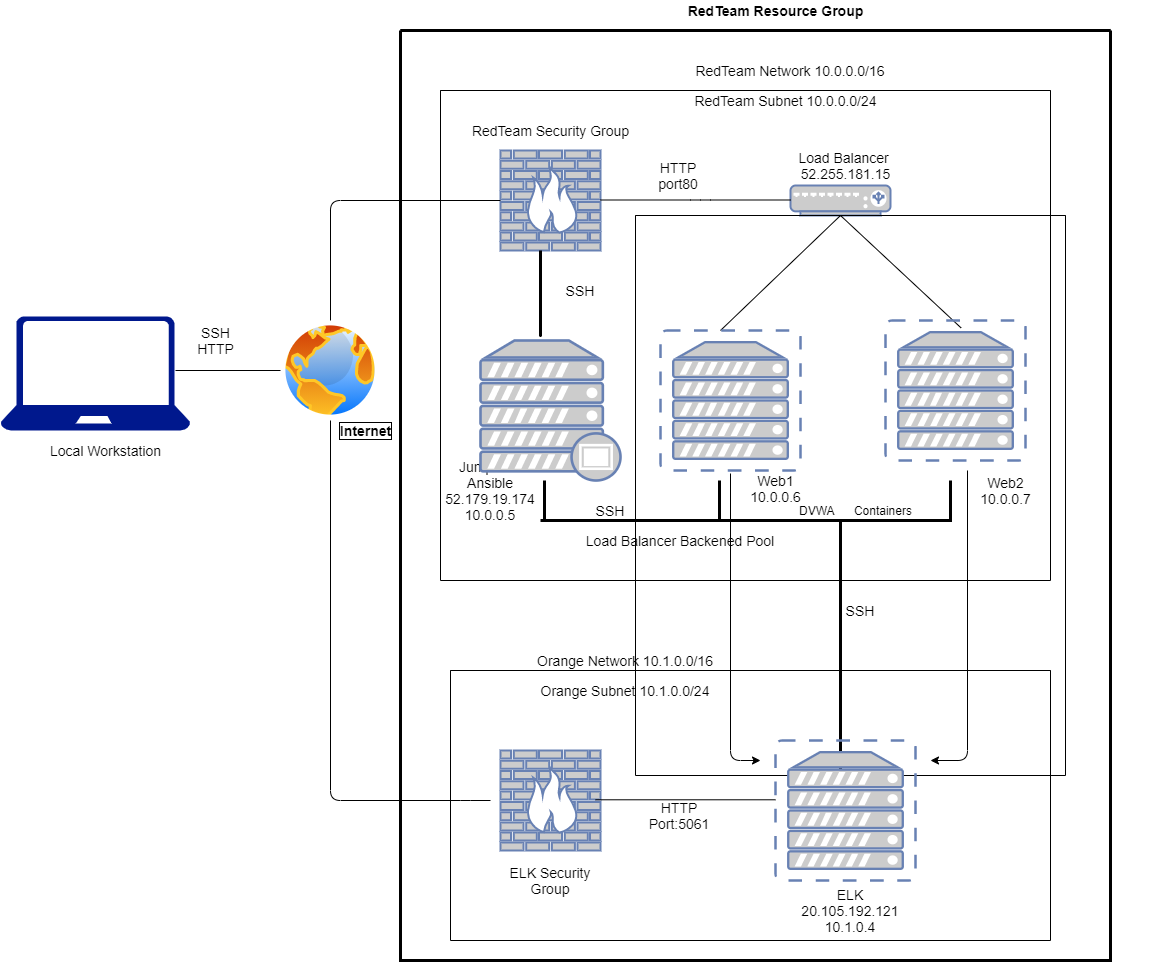 RedTeam Resource Group
RedTeam Network 10.0.0.0/16
RedTeam Subnet 10.0.0.0/24
RedTeam Security Group
HTTP
port80
Load Balancer
52.255.181.15
SSH
SSH
HTTP
Internet
Local Workstation
Ansible
52.179.19.174
10.0.0.5
Web1
10.0.0.6
Web2
10.0.0.7
SSH
DVWA
Containers
Load Balancer Backened Pool
SSH
Orange Network 10.1.0.0/16
Orange Subnet 10.1.0.0/24
HTTP
Port:5061
ELK Security
Group
ELK
20.105.192.121
10.1.0.4